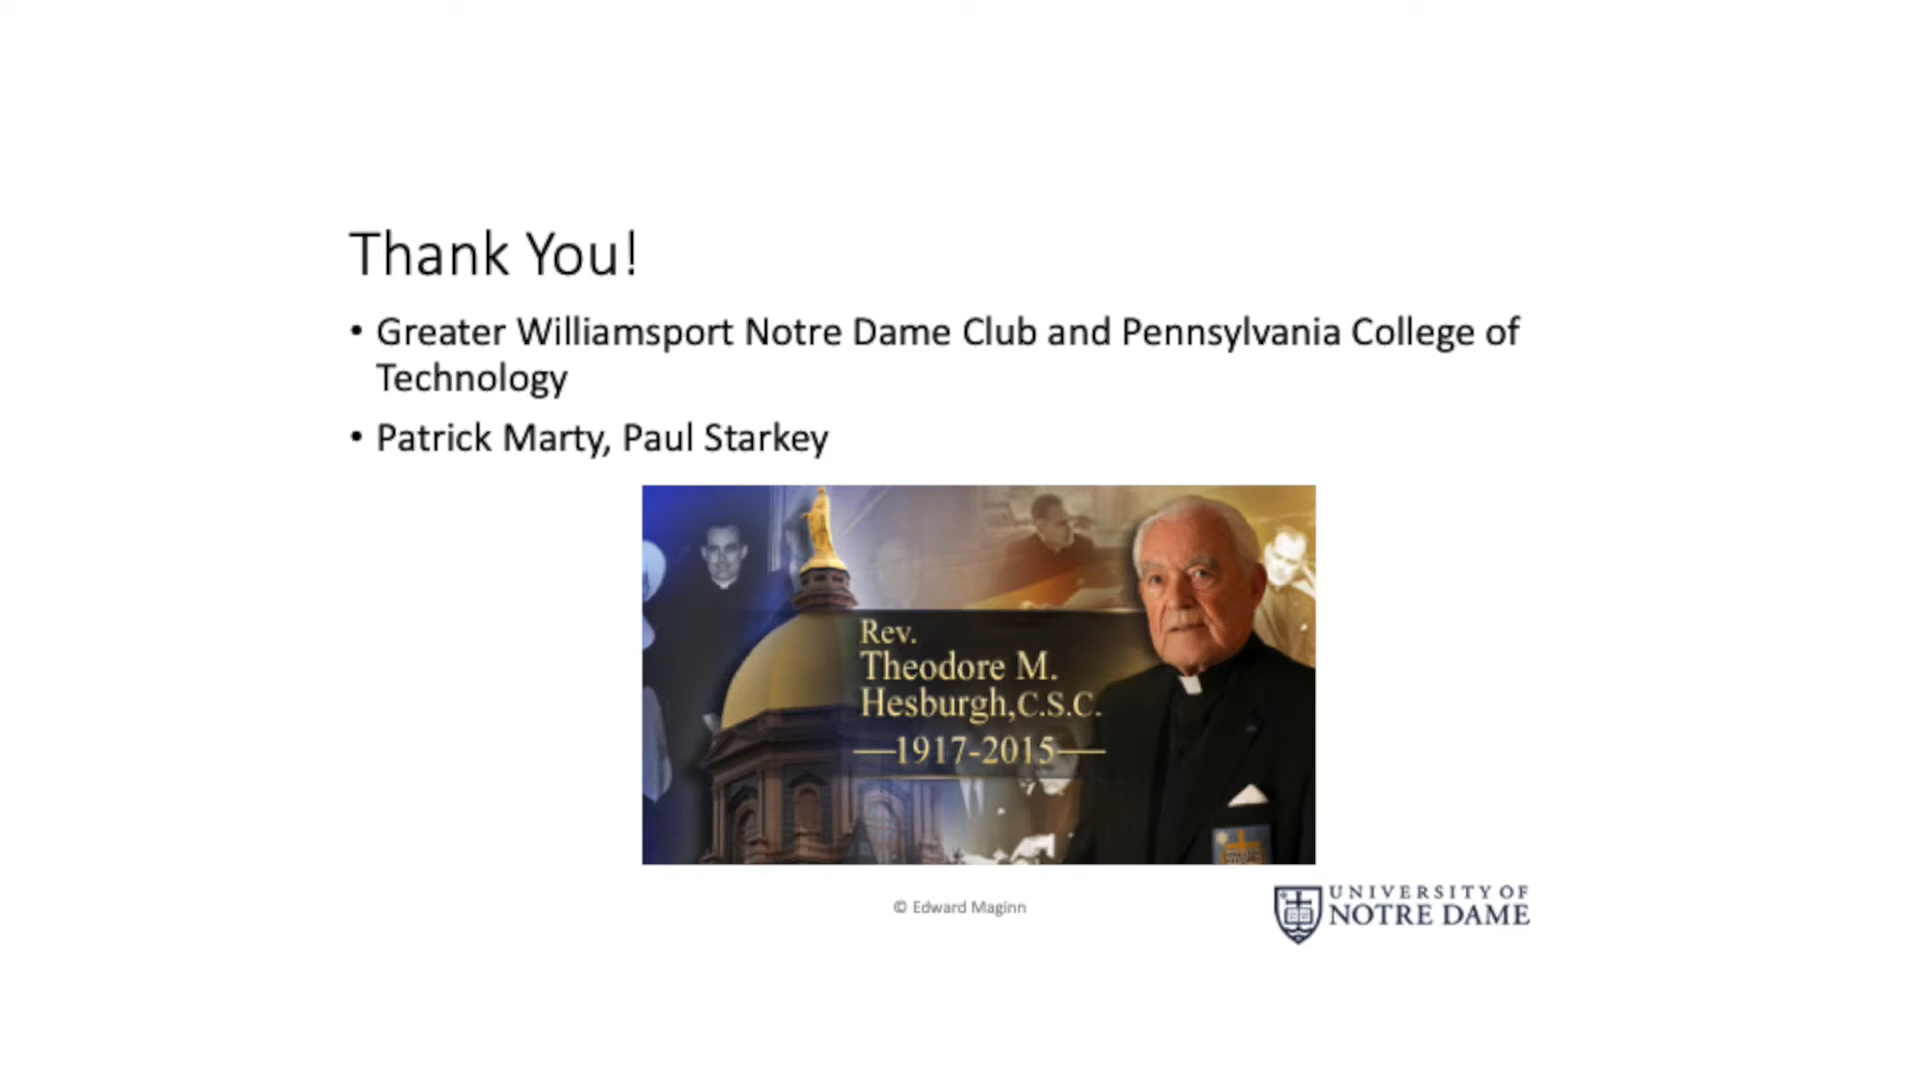 Thank You!
• Greater Williamsport Notre Dame Club and Pennsylvania College of
Technology
• Patrick Marty, Paul Starkey
Rev.
Theodore M.
Hesburgh,C.S.C.
—1917-2015—
© Edward Maginn
UNIVERSITY OF
NOTRE DAME